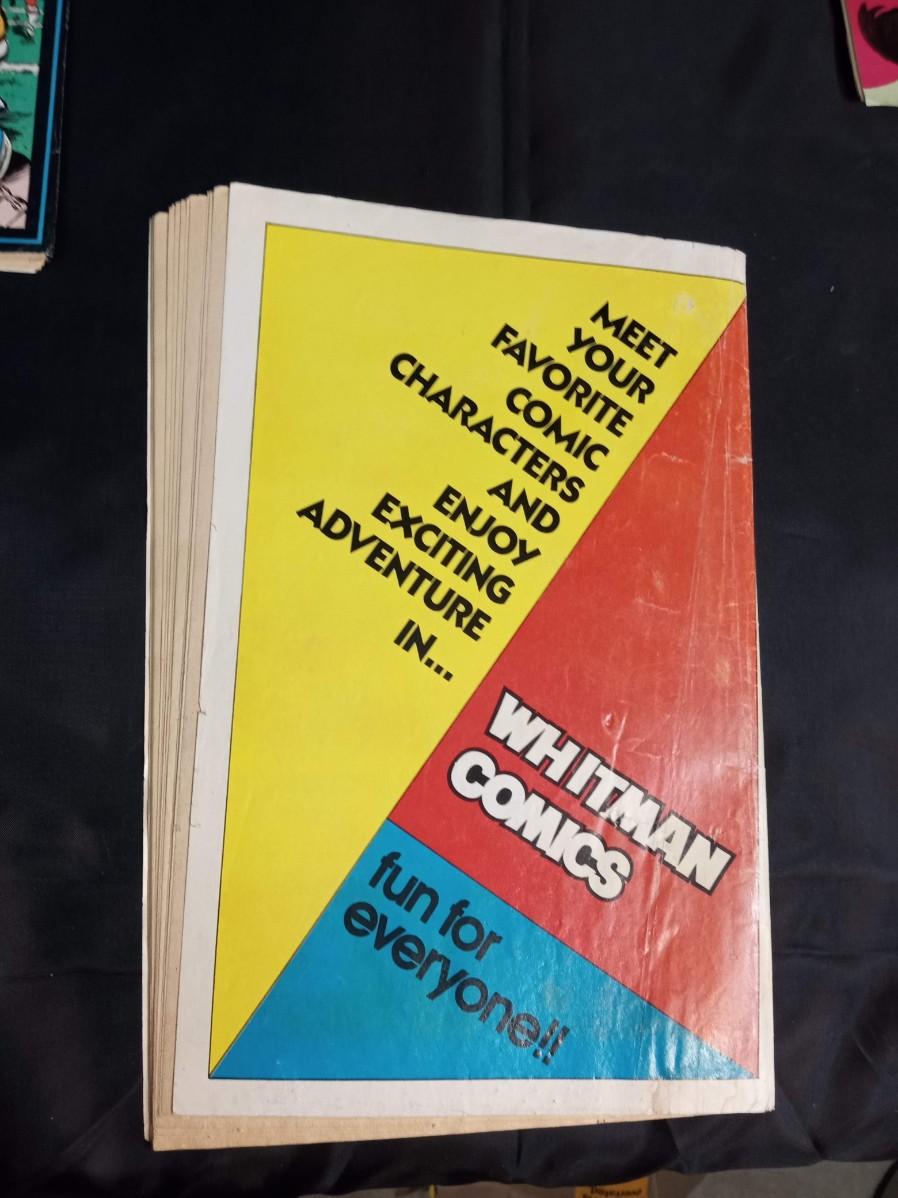 MEET
YOUR
FAVORITE
COMIC
CHARACTERS
AND
ENJOY
EXCITING
ADVENTURE
IN...
WHITMAN
COMICS
fun for
everyone!!